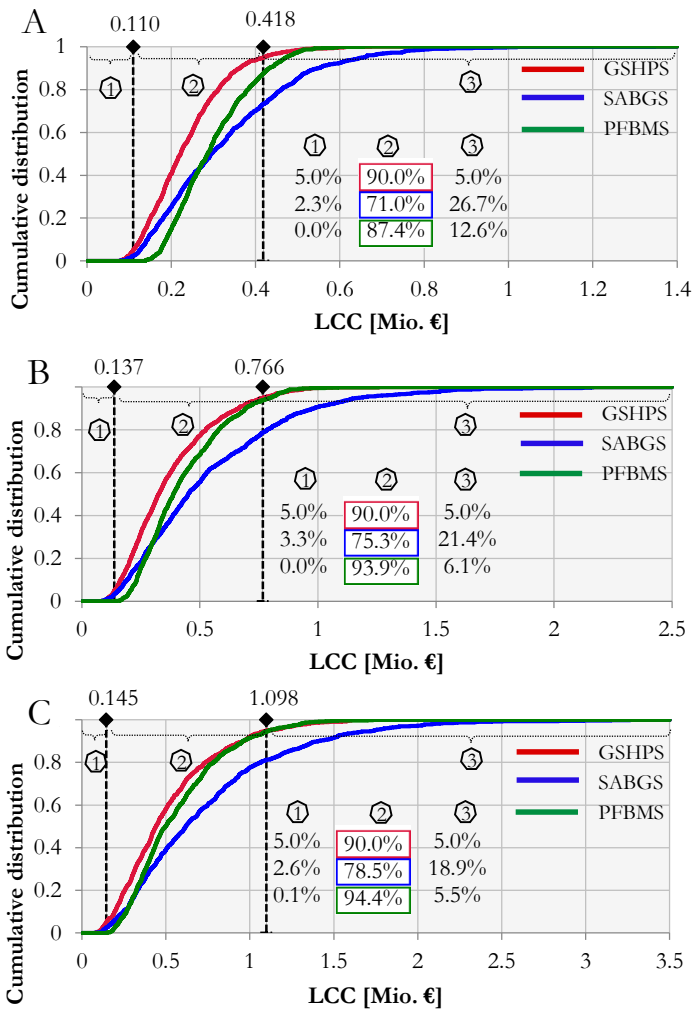 A
0.110 0.418
1
0.8
0.6
0.4
0.2
0
Cumulative distribution
1 2 3
GSHPS
SABGS
PFBMS
1 2 3
5.0% 90.0% 5.0%
2.3% 71.0% 26.7%
0.0% 87.4% 12.6%
0 0.2 0.4 0.6 0.8 1 1.2 1.4
LCC [Mio. €]
B
0.137 0.766
0.8
0.6
0.4
0.2
0
Cumulative distribution
1 2 3
GSHPS
SABGS
PFBMS
1 2 3
5.0% 90.0% 5.0%
3.3% 75.3% 21.4%
0.0% 93.9% 6.1%
0 0.5 1 1.5 2 2.5
LCC [Mio. €]
C
0.145 1.098
0.8
0.6
0.4
0.2
0
Cumulative distribution
1 2 3
GSHPS
SABGS
PFBMS
1 2 3
5.0% 90.0% 5.0%
2.6% 78.5% 18.9%
0.1% 94.4% 5.5%
0 0.5 1 1.5 2 2.5 3 3.5
LCC [Mio. €]